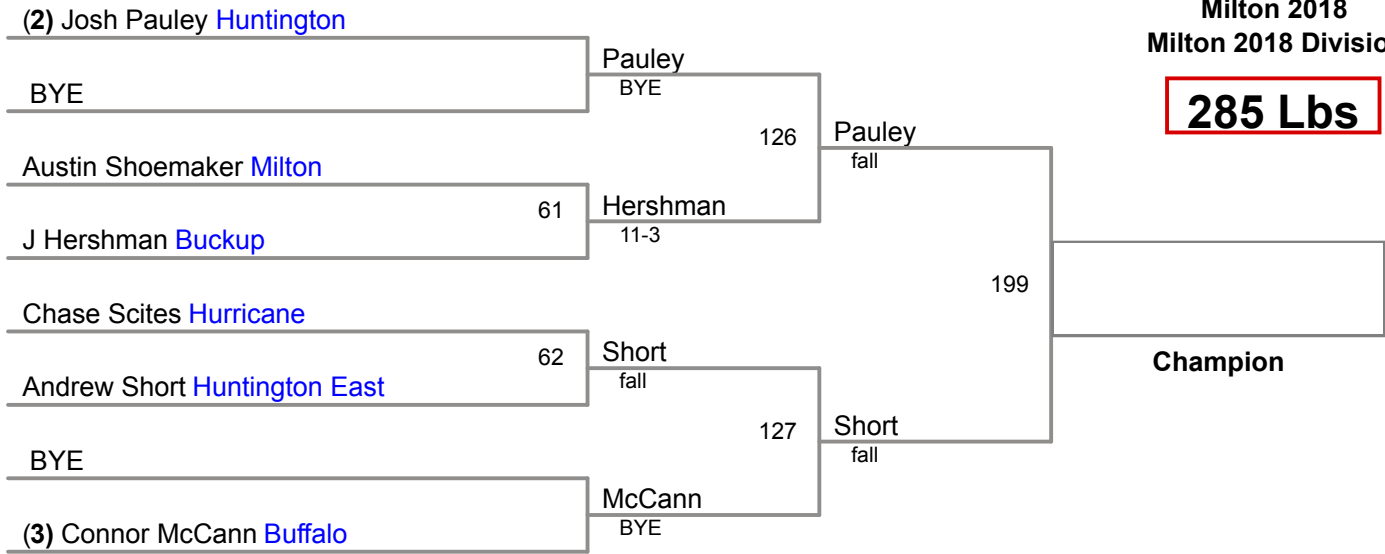 Milton 2018
Milton 2018 Divisio
285 Lbs
(2) Josh Pauley Huntington
BYE
Austin Shoemaker Milton
J Hershman Buckup
Chase Scites Hurricane
Andrew Short Huntington East
BYE
(3) Connor McCann Buffalo
61
62
Pauley
BYE
Hershman
11-3
Short
fall
McCann
BYE
126
127
Pauley
fall
Short
fall
199
Champion